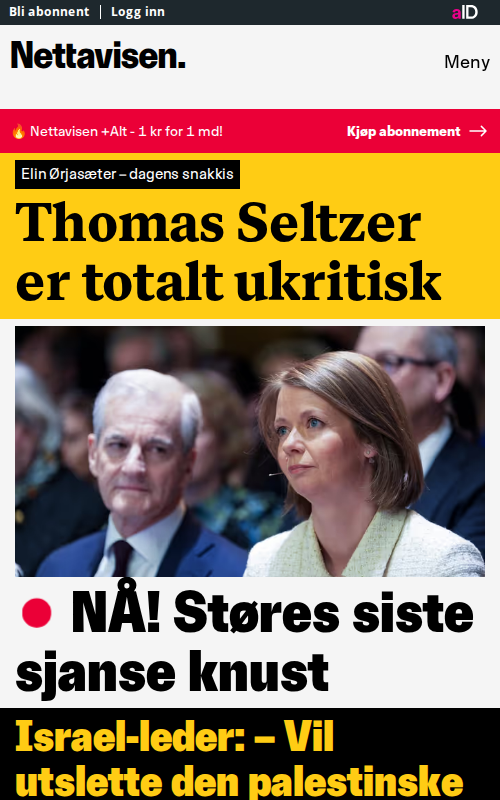 Bli abonnent | Logg inn
aID
Nettavisen.
Meny
🔥 Nettavisen +Alt - 1 kr for 1 md!
Kjøp abonnement →
Elin Ørjasæter – dagens snakkis
Thomas Seltzer
er totalt ukritisk
NÅ! Støres siste
sjanse knust
Israel-leder: – Vil
utslette den palestinske